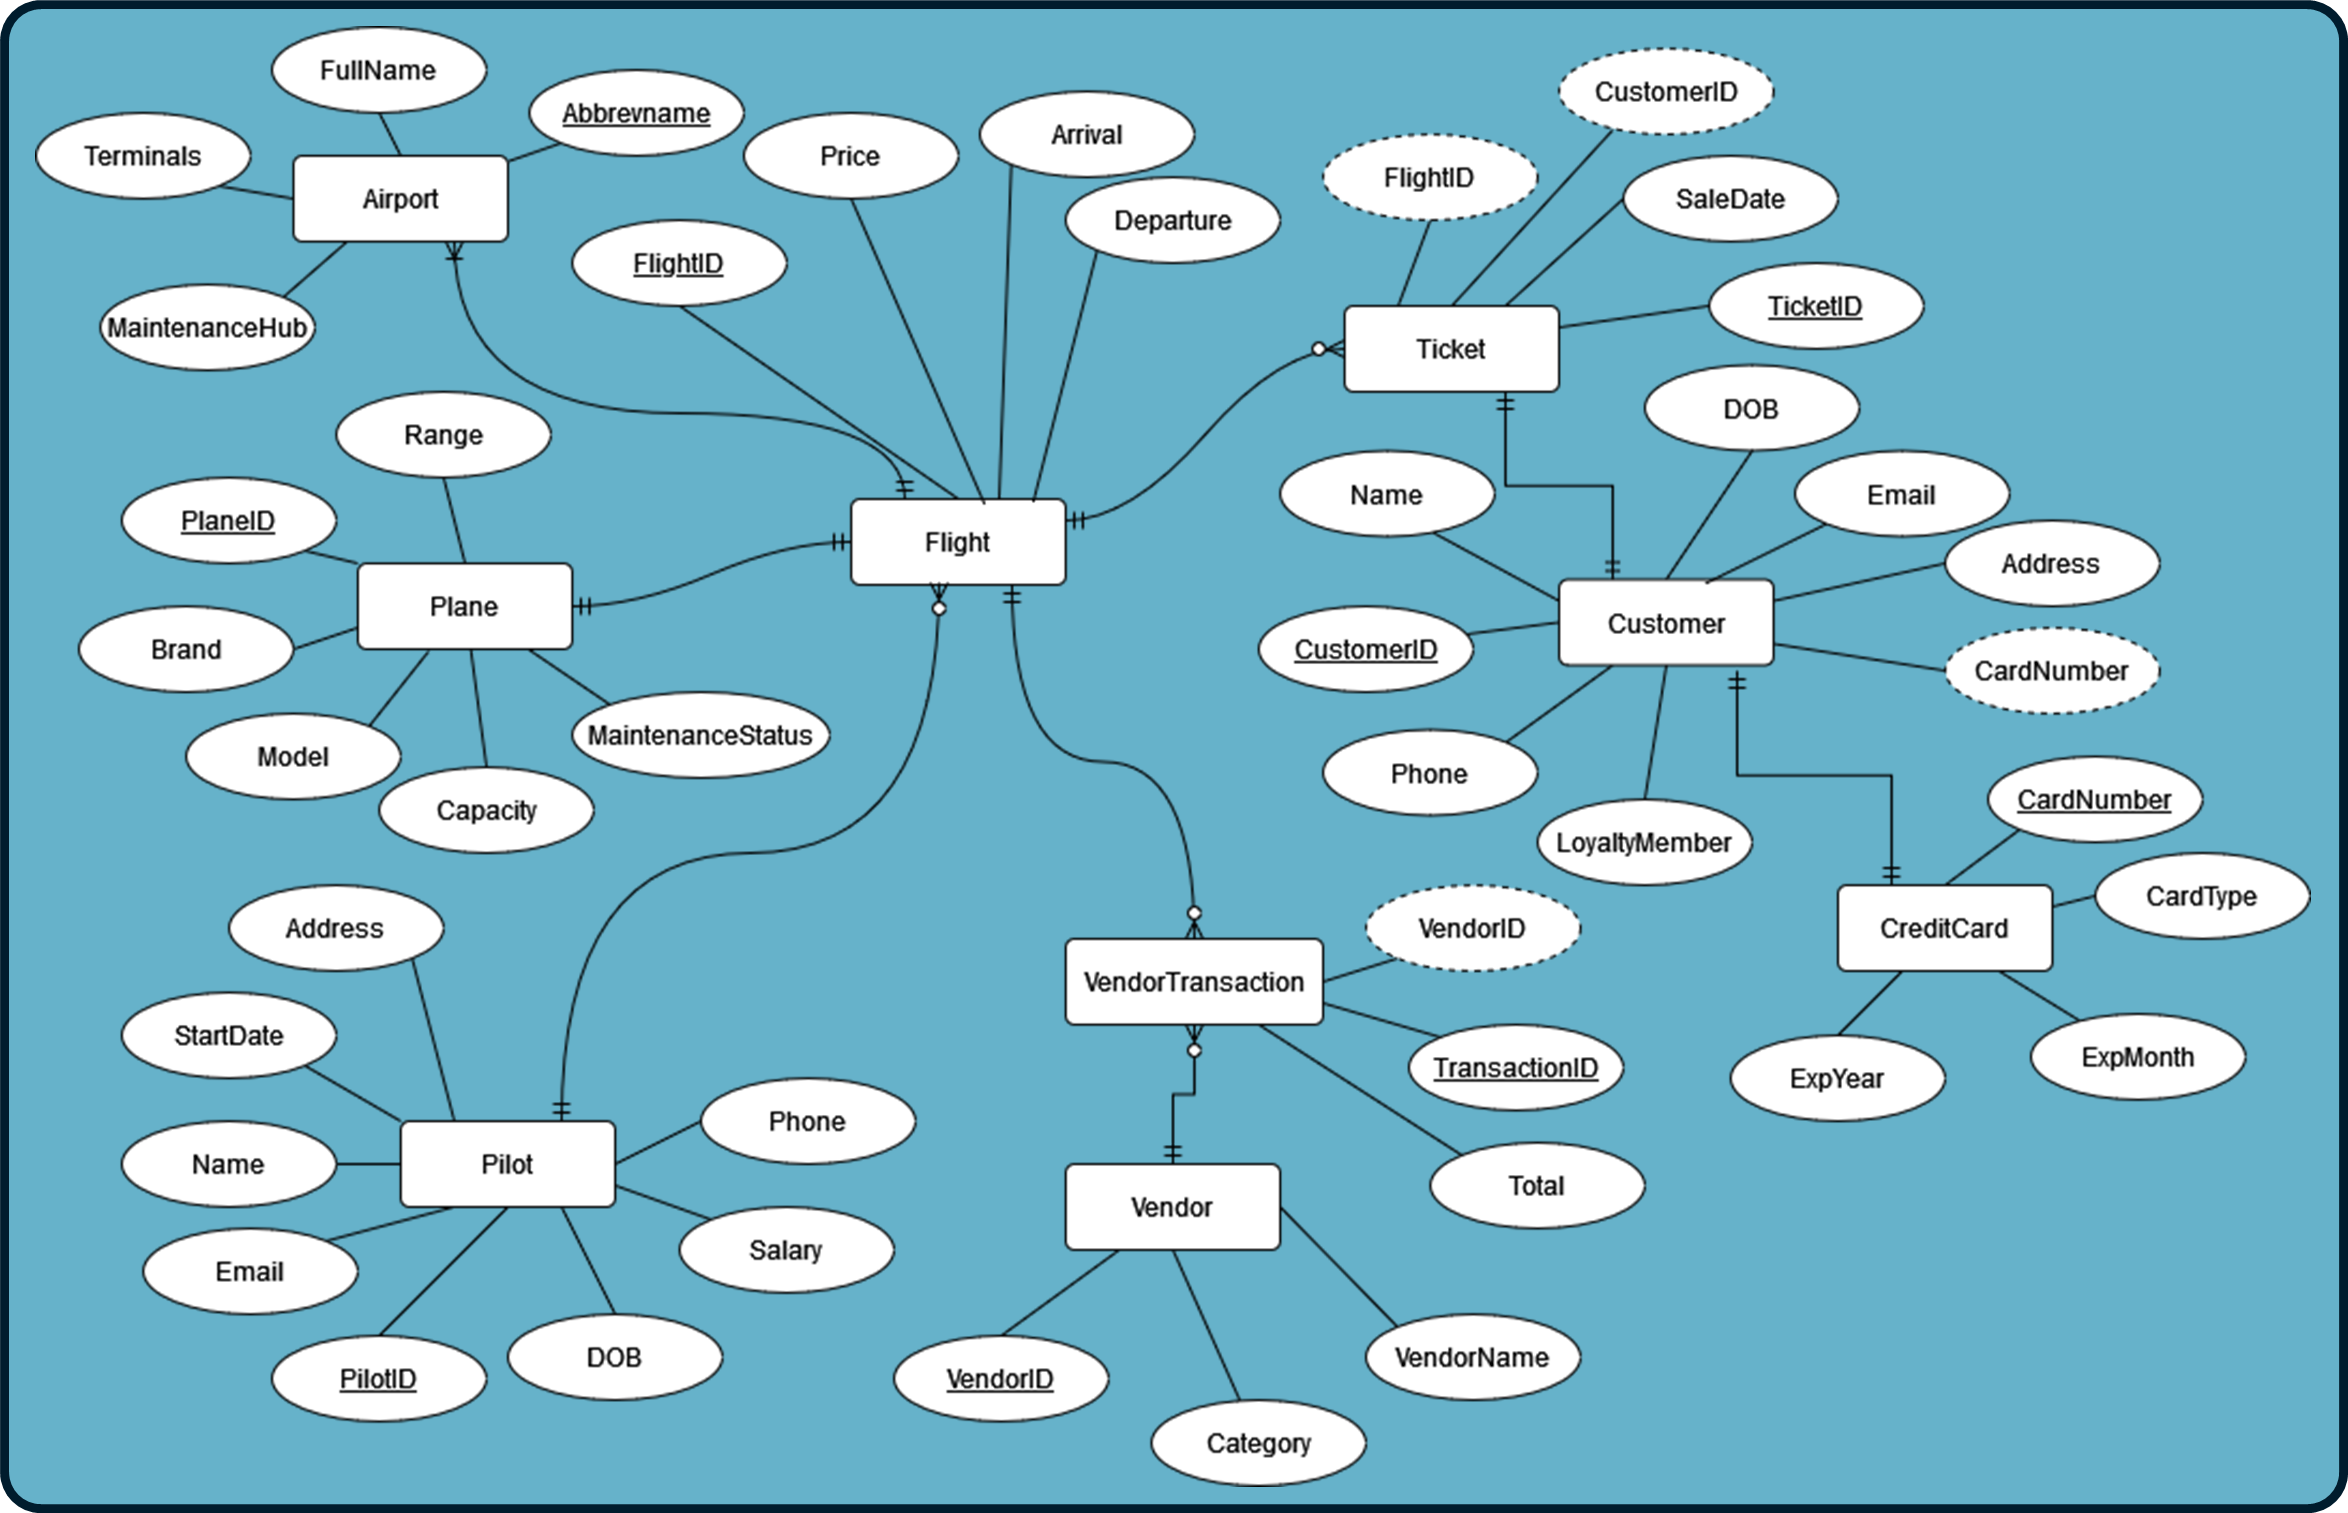 FullName
Abbrevname
Terminals
Airport
MaintenanceHub
Price
Arrival
Departure
FlightID
CustomerID
FlightID
SaleDate
TicketID
Ticket
Range
PlaneID
Plane
Brand
Model
Capacity
MaintenanceStatus
Flight
DOB
Name
Email
Address
Customer
CustomerID
CardNumber
Phone
LoyaltyMember
CardNumber
CardType
CreditCard
ExpYear
ExpMonth
Address
StartDate
Name
Pilot
Phone
Email
Salary
PilotID
DOB
VendorID
VendorTransaction
TransactionID
Total
Vendor
VendorID
VendorName
Category